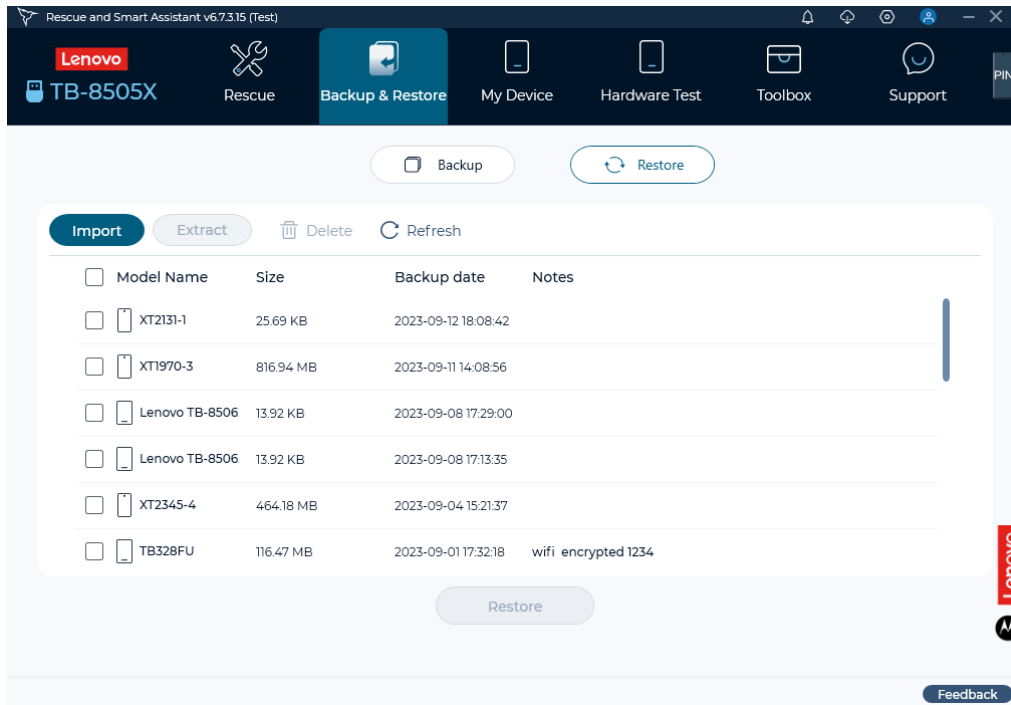 Rescue and Smart Assistant v6.7.3.15 (Test)
Lenovo
TB-8505X
Rescue
Backup & Restore
My Device
Hardware Test
Toolbox
Support
PIN
Backup
Restore
Import
Extract
Delete
Refresh
Model Name Size Backup date Notes
XT2131-1 25.69 KB 2023-09-12 18:08:42
XT1970-3 816.94 MB 2023-09-11 14:08:56
Lenovo TB-8506 13.92 KB 2023-09-08 17:29:00
Lenovo TB-8506 13.92 KB 2023-09-08 17:13:35
XT2345-4 464.18 MB 2023-09-04 15:21:37
TB328FU 116.47 MB 2023-09-01 17:32:18 wifi encrypted 1234
Lenovo
Restore
Feedback